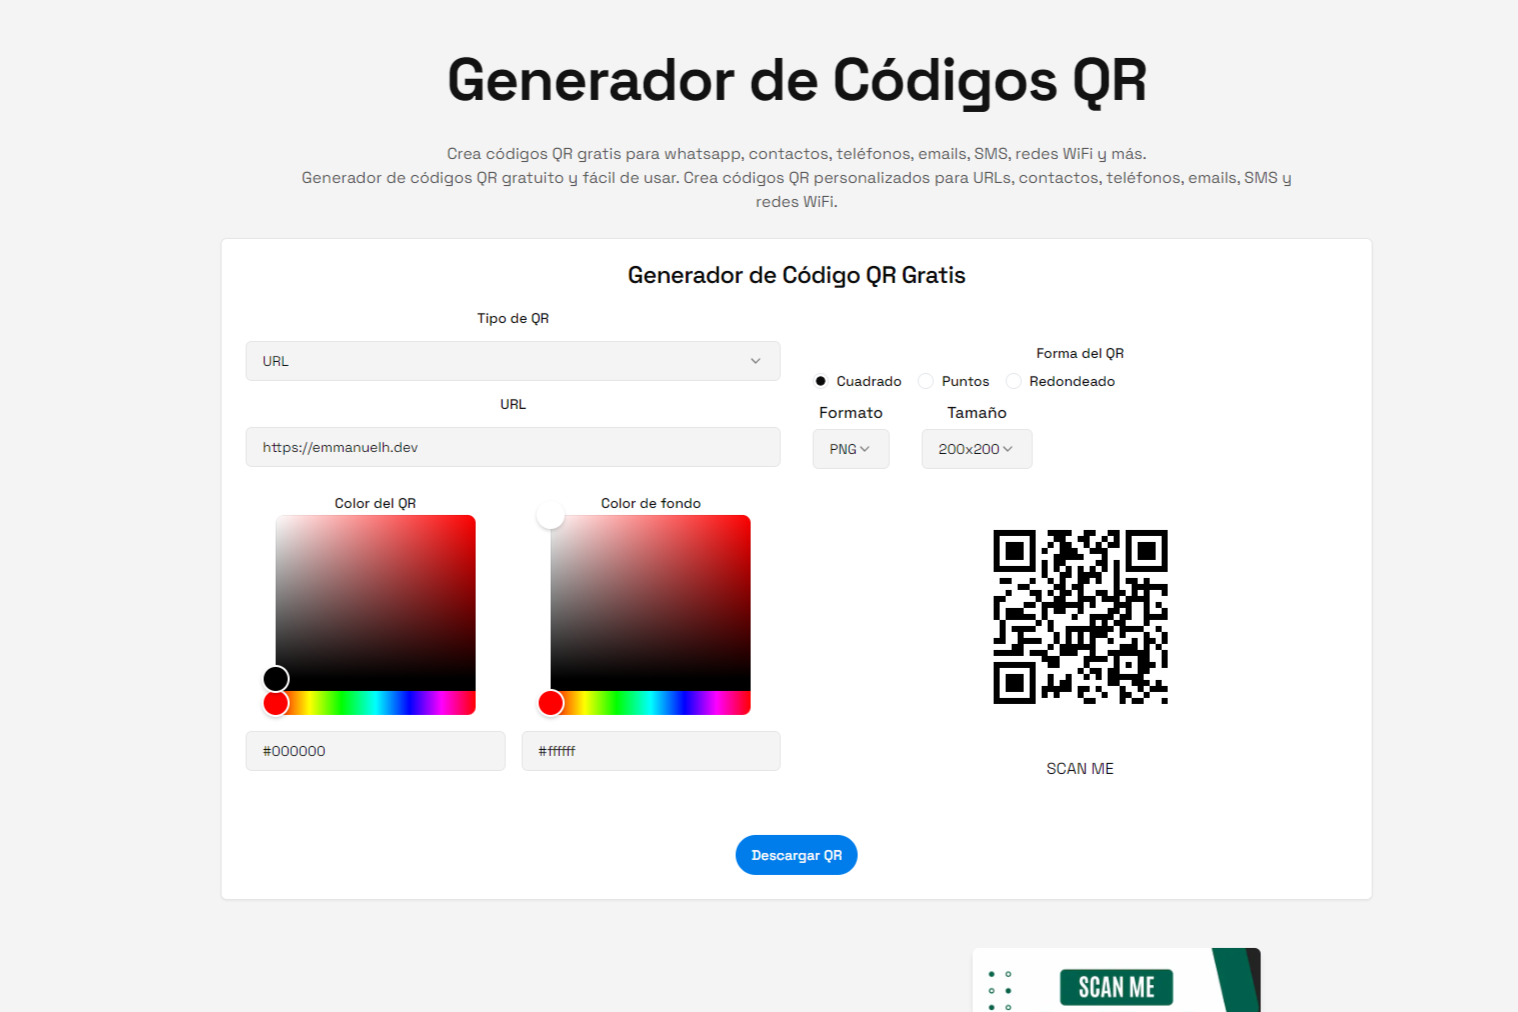 Generador de Códigos QR
Crea códigos QR gratis para whatsapp, contactos, teléfonos, emails, SMS, redes WiFi y más.
Generador de códigos QR gratuito y fácil de usar. Crea códigos QR personalizados para URLs, contactos, teléfonos, emails, SMS y
redes WiFi.
Generador de Código QR Gratis
Tipo de QR
URL
URL
https://emmanuelh.dev
Color del QR
Color de fondo
#000000
#ffffff
Forma del QR
Cuadrado
Puntos
Redondeado
Formato
Tamaño
PNG
200x200
SCAN ME
Descargar QR
SCAN ME